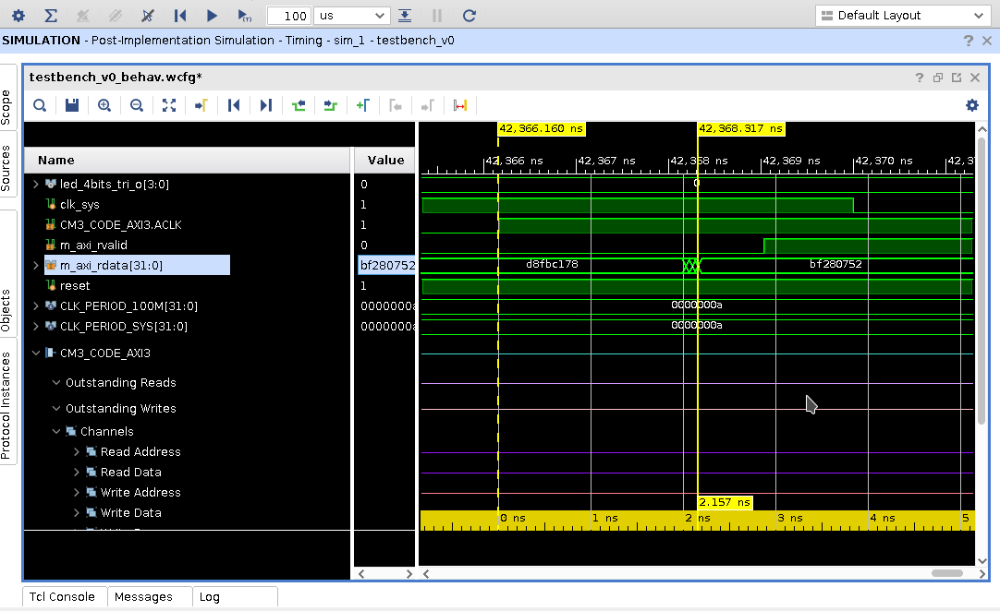 100 us Default Layout
SIMULATION - Post-Implementation Simulation - Timing - sim_1 - testbench_v0 ?
testbench_v0_behav.wcfg* ?
Scope
Sources
Objects
Protocol Instances
42,366.160 ns 42,368.317 ns
Name Value 42,366 ns 42,367 ns 42,368 ns 42,369 ns 42,370 ns 42,37
led_4bits_tri_o[3:0] 0 0
clk_sys 1
CM3_CODE_AXI3.ACLK 1
m_axi_rvalid 0
m_axi_rdata[31:0] bf280752 d8fbc178 bf280752
reset 1
CLK_PERIOD_100M[31:0] 0000000a 0000000a
CLK_PERIOD_SYS[31:0] 0000000a 0000000a
CM3_CODE_AXI3
Outstanding Reads
Outstanding Writes
Channels
Read Address
Read Data
Write Address
Write Data
2.157 ns
0 ns 1 ns 2 ns 3 ns 4 ns 5
Tcl Console Messages Log